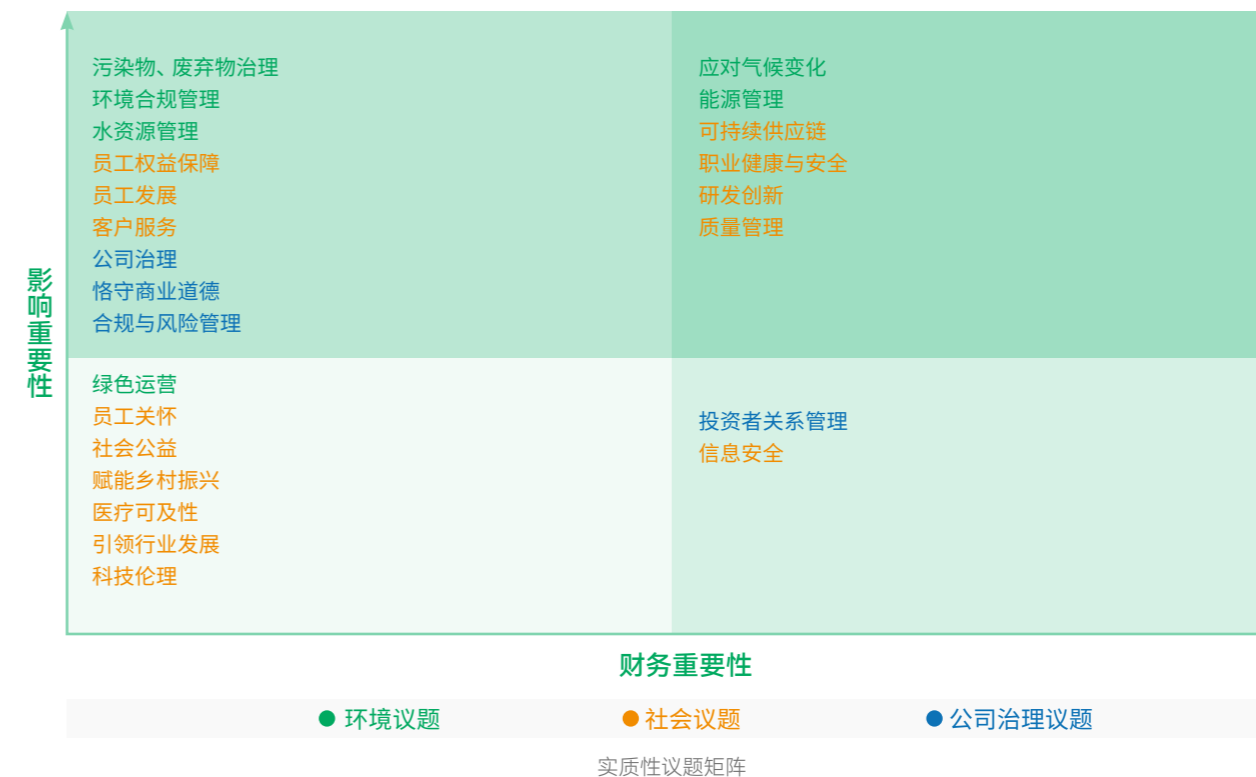 污染物、废弃物治理
环境合规管理
水资源管理
员工权益保障
员工发展
客户服务
公司治理
恪守商业道德
合规与风险管理
应对气候变化
能源管理
可持续供应链
职业健康与安全
研发创新
质量管理
影响重要性
绿色运营
员工关怀
社会公益
赋能乡村振兴
医疗可及性
引领行业发展
科技伦理
投资者关系管理
信息安全
财务重要性
环境议题
社会议题
公司治理议题
实质性议题矩阵